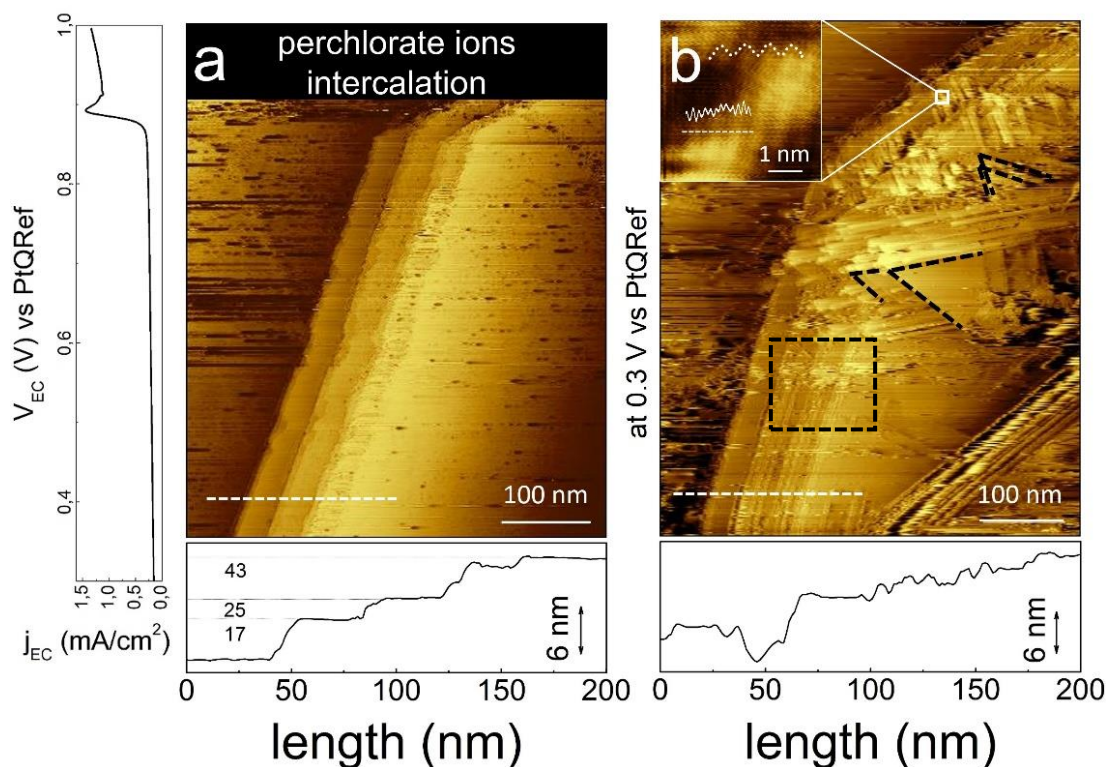 a
perchlorate ions
intercalation
1,0
0,8
0,6
0,4
V_EC (V) vs PtQRef
1,5
1,0
0,5
0,0
j_EC (mA/cm²)
100 nm
43
25
17
6 nm
0
50
100
150
200
length (nm)
b
1 nm
at 0.3 V vs PtQRef
100 nm
6 nm
0
50
100
150
200
length (nm)